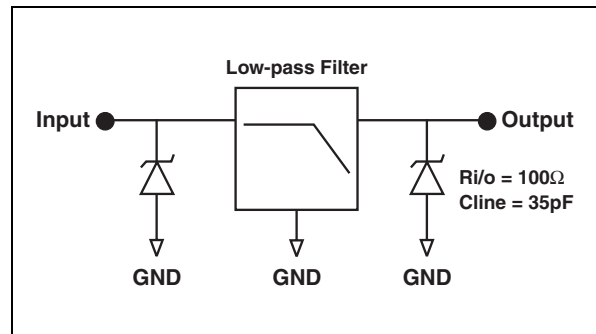 Low-pass Filter
Input
Output
Ri/o = 100Ω
Cline = 35pF
GND
GND
GND